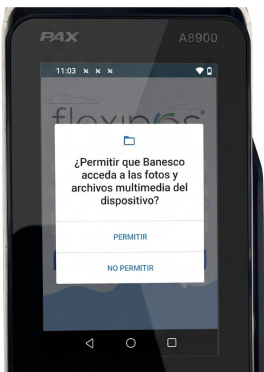 PAX A8900
11:03
flexipos
¿Permitir que Banesco
acceda a las fotos y
archivos multimedia del
dispositivo?
PERMITIR
NO PERMITIR